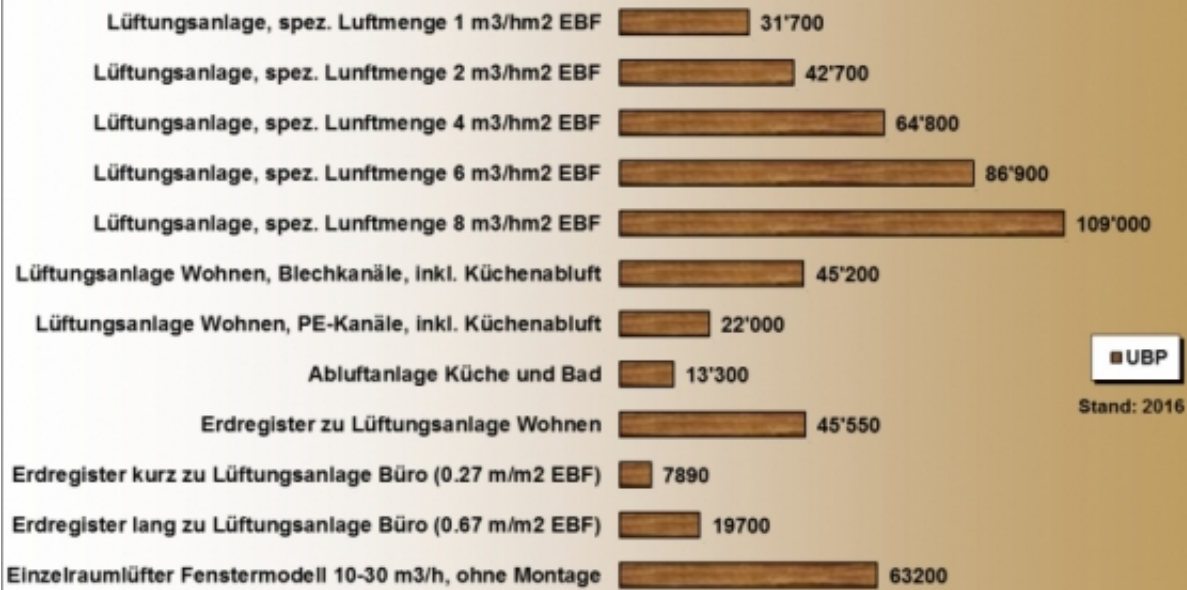 Lüftungsanlage, spez. Luftmenge 1 m3/hm2 EBF 31'700
Lüftungsanlage, spez. Lunftmenge 2 m3/hm2 EBF 42'700
Lüftungsanlage, spez. Lunftmenge 4 m3/hm2 EBF 64'800
Lüftungsanlage, spez. Lunftmenge 6 m3/hm2 EBF 86'900
Lüftungsanlage, spez. Lunftmenge 8 m3/hm2 EBF 109'000
Lüftungsanlage Wohnen, Blechkanäle, inkl. Küchenabluft 45'200
Lüftungsanlage Wohnen, PE-Kanäle, inkl. Küchenabluft 22'000
UBP
Abluftanlage Küche und Bad 13'300
Stand: 2016
Erdregister zu Lüftungsanlage Wohnen 45'550
Erdregister kurz zu Lüftungsanlage Büro (0.27 m/m2 EBF) 7890
Erdregister lang zu Lüftungsanlage Büro (0.67 m/m2 EBF) 19700
Einzelraumlüfter Fenstermodell 10-30 m3/h, ohne Montage 63200